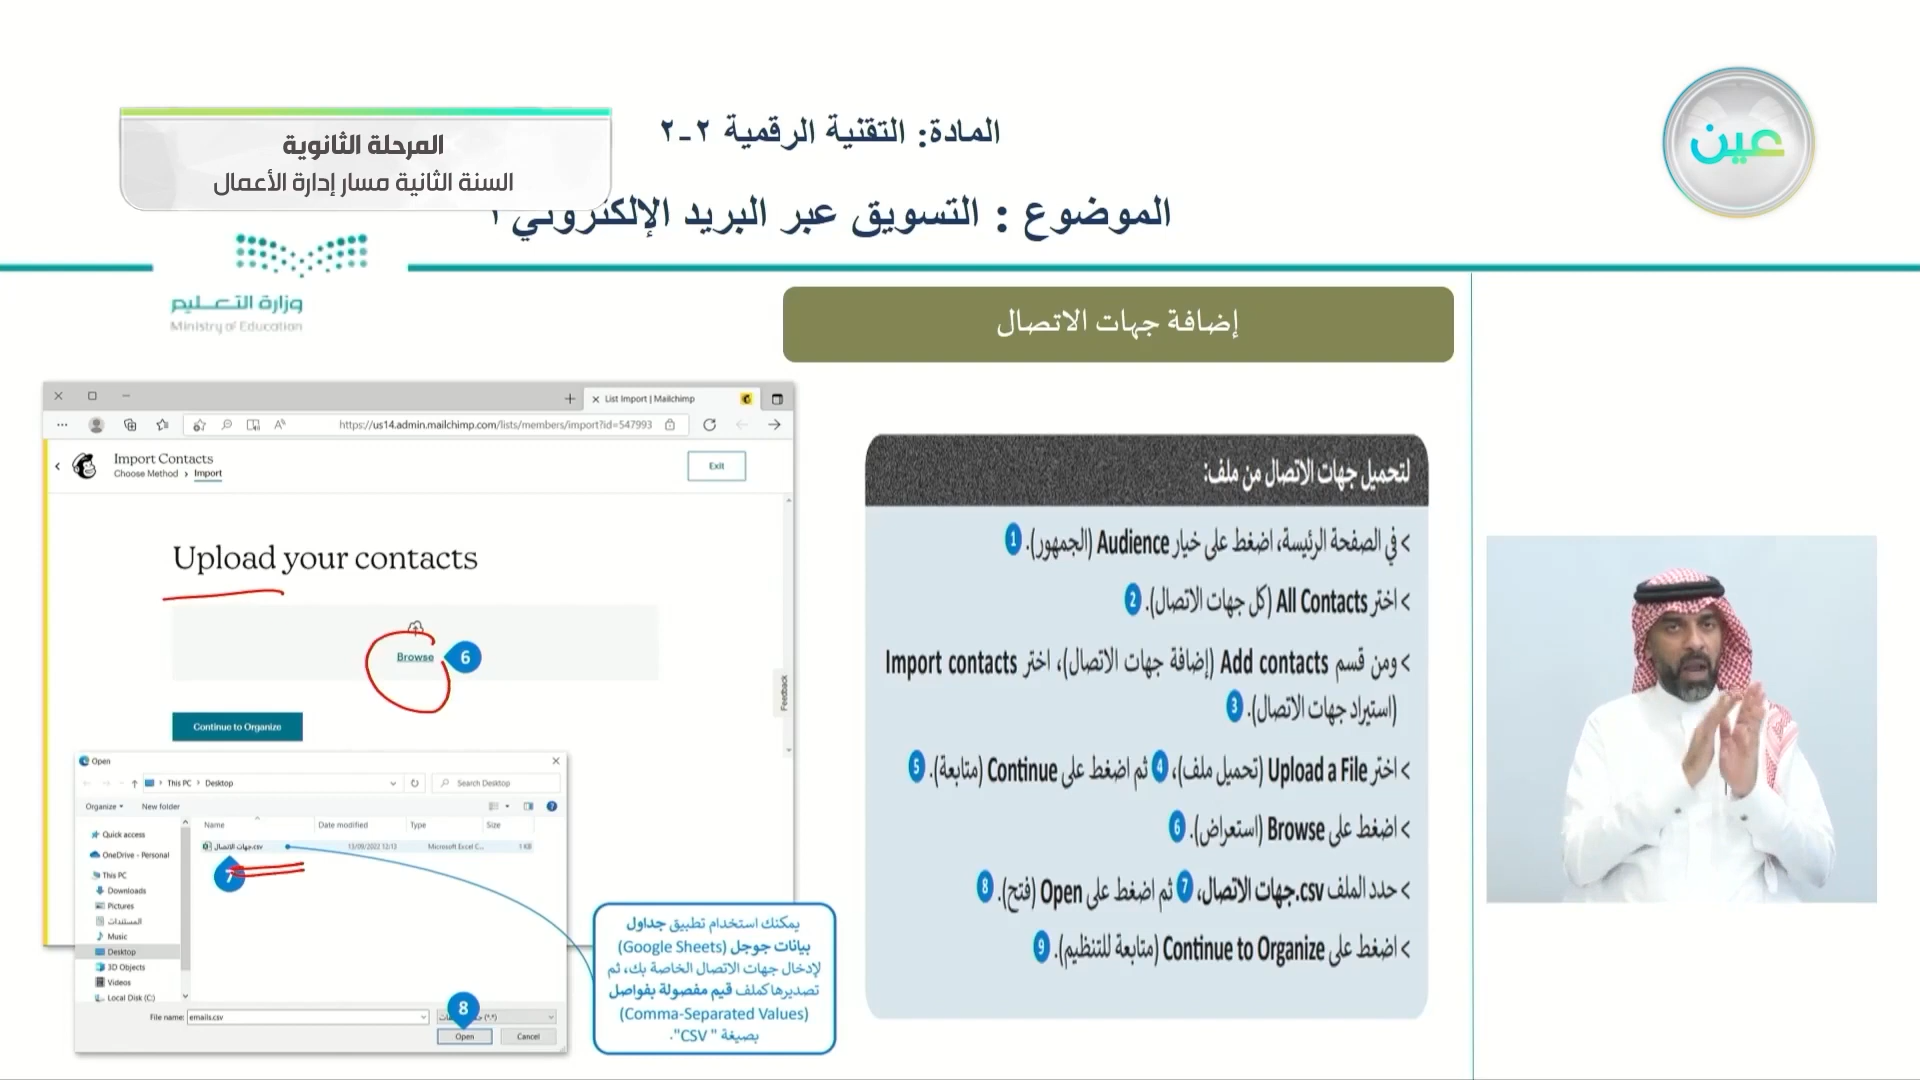 المرحلة الثانوية
السنة الثانية مسار إدارة الأعمال
المادة: التقنية الرقمية ٢-٢
الموضوع : التسويق عبر البريد الإلكتروني ١
عين
وزارة التعـليم
Ministry of Education
إضافة جهات الاتصال
لتحميل جهات الاتصال من ملف:
> في الصفحة الرئيسة، اضغط على خيار Audience (الجمهور). 1
> اختر All Contacts (كل جهات الاتصال). 2
> ومن قسم Add contacts (إضافة جهات الاتصال)، اختر Import contacts
(استيراد جهات الاتصال). 3
> اختر Upload a File (تحميل ملف)، 4 ثم اضغط على Continue (متابعة). 5
> اضغط على Browse (استعراض). 6
> حدد الملف csv.جهات الاتصال، 7 ثم اضغط على Open (فتح). 8
> اضغط على Continue to Organize (متابعة للتنظيم). 9
List Import | Mailchimp
https://us14.admin.mailchimp.com/lists/members/import?id=547993
Import Contacts
Choose Method > Import
Exit
Upload your contacts
Browse
6
Feedback
Continue to Organize
Open
This PC > Desktop
Search Desktop
Organize
New folder
Name
Date modified
Type
Size
Quick access
OneDrive - Personal
This PC
Downloads
Pictures
المستندات
Music
Desktop
3D Objects
Videos
Local Disk (C:)
جهات الاتصال.csv
13/09/2022 12:13
Microsoft Excel C...
1 KB
7
8
File name:
emails.csv
Open
Cancel
يمكنك استخدام تطبيق جداول
بيانات جوجل (Google Sheets)
لإدخال جهات الاتصال الخاصة بك، ثم
تصديرها كملف قيم مفصولة بفواصل
(Comma-Separated Values)
بصيغة " CSV".